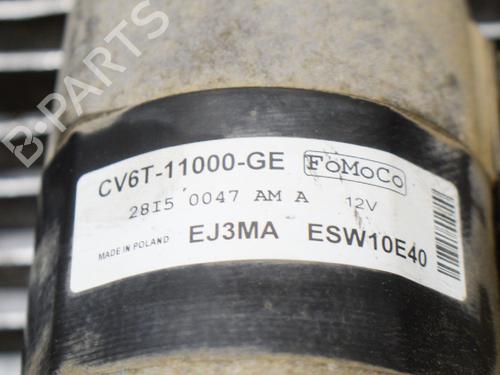 B-PARTS
CV6T-11000-GE FoMoCo
28I5 0047 AM A 12V
MADE IN POLAND EJ3MA ESW10E40